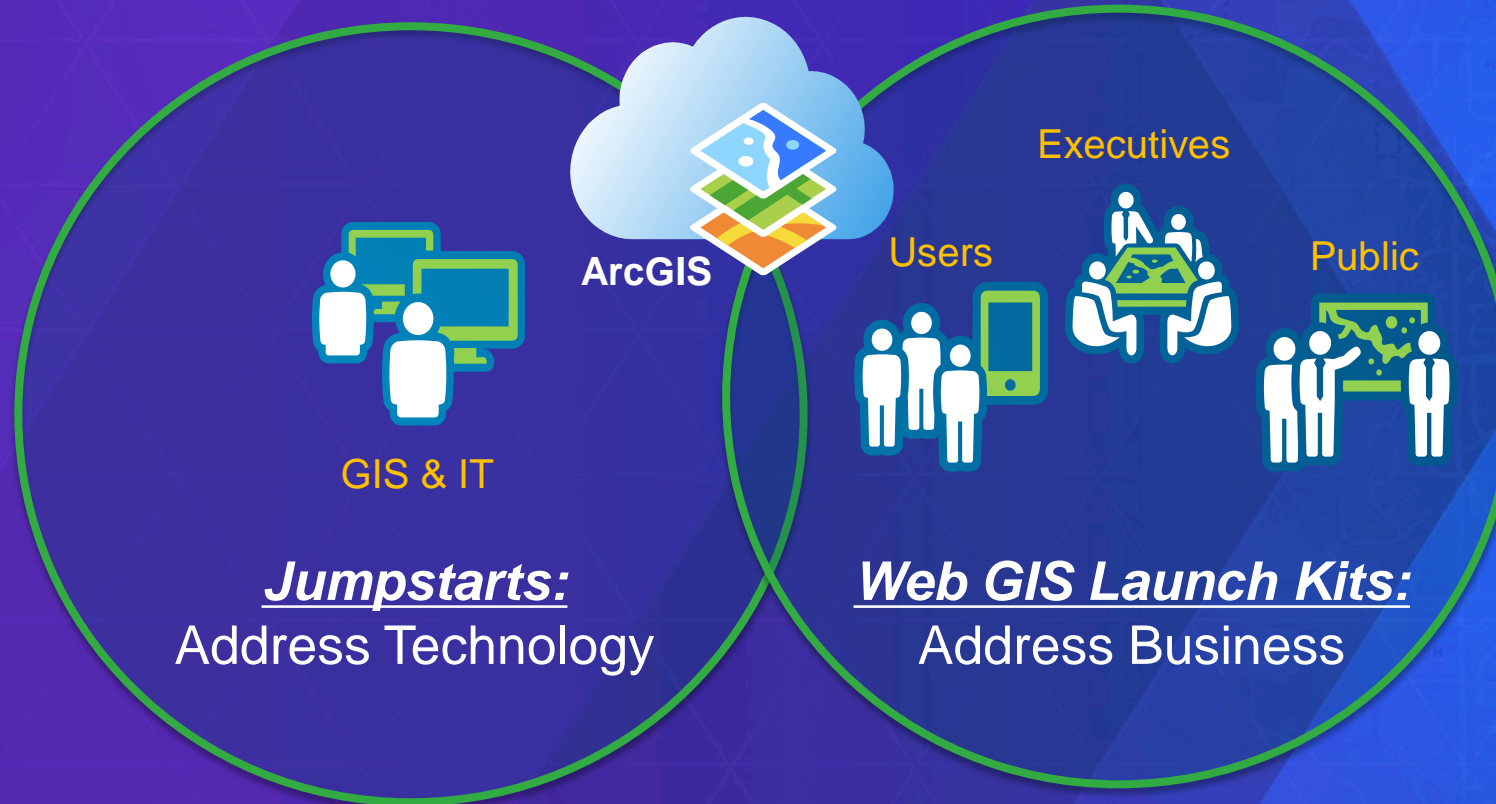 ArcGIS
GIS & IT
Jumpstarts:
Address Technology
Users
Executives
Public
Web GIS Launch Kits:
Address Business